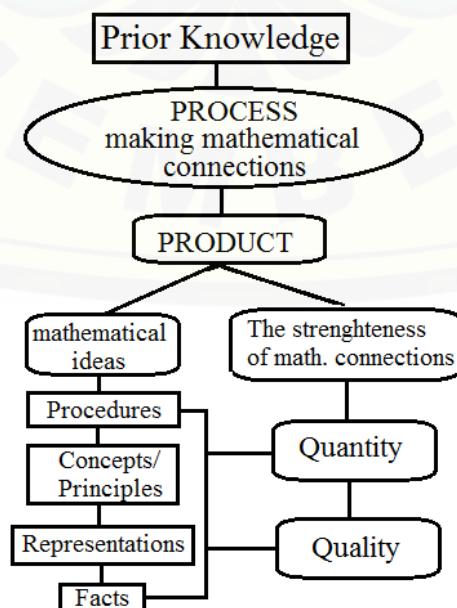 Prior Knowledge
PROCESS
making mathematical
connections
PRODUCT
mathematical
ideas
The strenghteness
of math. connections
Procedures
Concepts/
Principles
Representations
Facts
Quantity
Quality